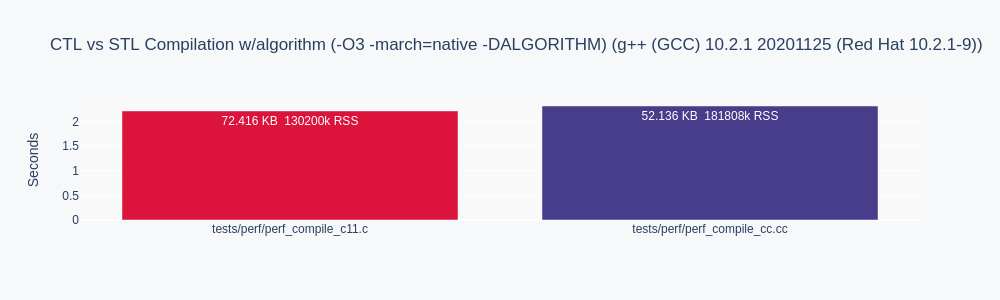 CTL vs STL Compilation w/algorithm (-O3 -march=native -DALGORITHM) (g++ (GCC) 10.2.1 20201125 (Red Hat 10.2.1-9))
72.416 KB  130200k RSS
52.136 KB  181808k RSS
Seconds
2
1.5
1
0.5
0
tests/perf/perf_compile_c11.c
tests/perf/perf_compile_cc.cc